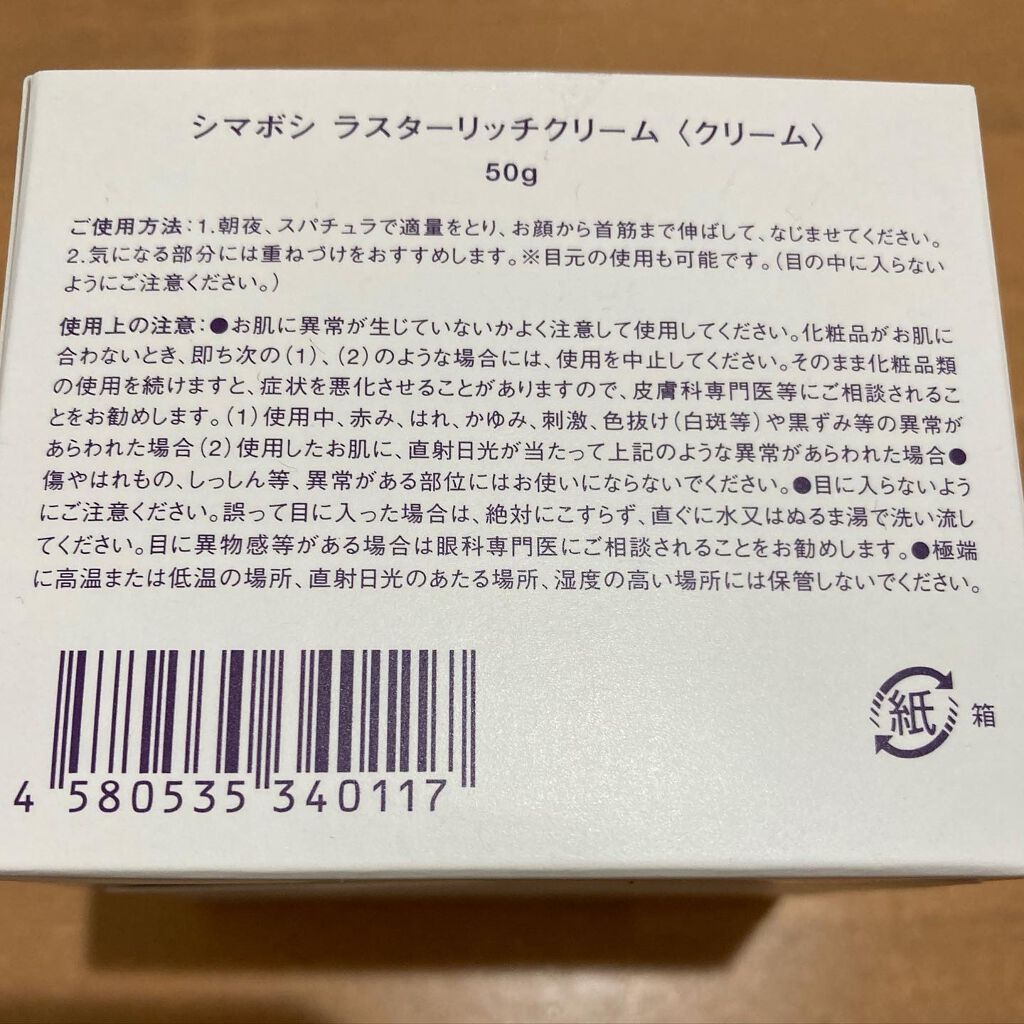 シマボシ ラスターリッチクリーム〈クリーム〉
50g
ご使用方法：1.朝夜、スパチュラで適量をとり、お顔から首筋まで伸ばして、なじませてください。
2.気になる部分には重ねづけをおすすめします。※目元の使用も可能です。（目の中に入らない
ようにご注意ください。）
使用上の注意：●お肌に異常が生じていないかよく注意して使用してください。化粧品がお肌に
合わないとき、即ち次の（1）、（2）のような場合には、使用を中止してください。そのまま化粧品類
の使用を続けますと、症状を悪化させることがありますので、皮膚科専門医等にご相談されるこ
とをお勧めします。（1）使用中、赤み、はれ、かゆみ、刺激、色抜け（白斑等）や黒ずみ等の異常が
あらわれた場合（2）使用したお肌に、直射日光が当たって上記のような異常があらわれた場合●
傷やはれもの、しっしん等、異常がある部位にはお使いにならないでください。●目に入らないよう
にご注意ください。誤って目に入った場合は、絶対にこすらず、直ぐに水又はぬるま湯で洗い流し
てください。目に異物感等がある場合は眼科専門医にご相談されることをお勧めします。●極端
に高温または低温の場所、直射日光のあたる場所、湿度の高い場所には保管しないでください。
紙 箱
4 580535 340117